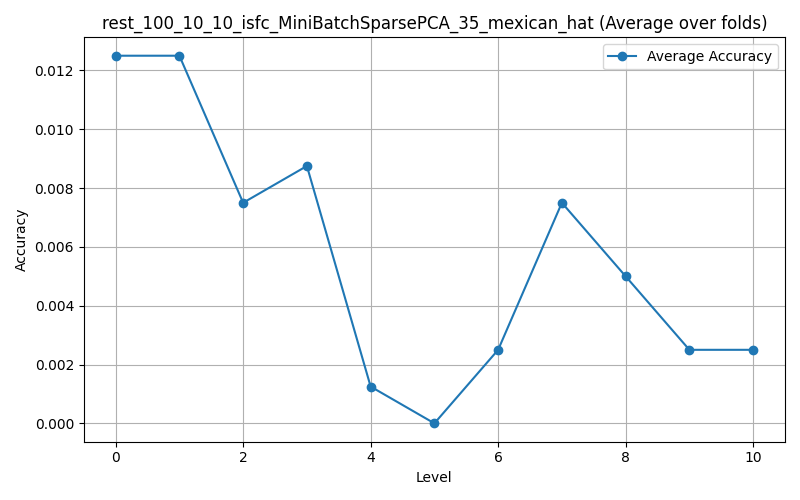 rest_100_10_10_isfc_MiniBatchSparsePCA_35_mexican_hat (Average over folds)
Average Accuracy
Accuracy
0.012
0.010
0.008
0.006
0.004
0.002
0.000
0 2 4 6 8 10
Level